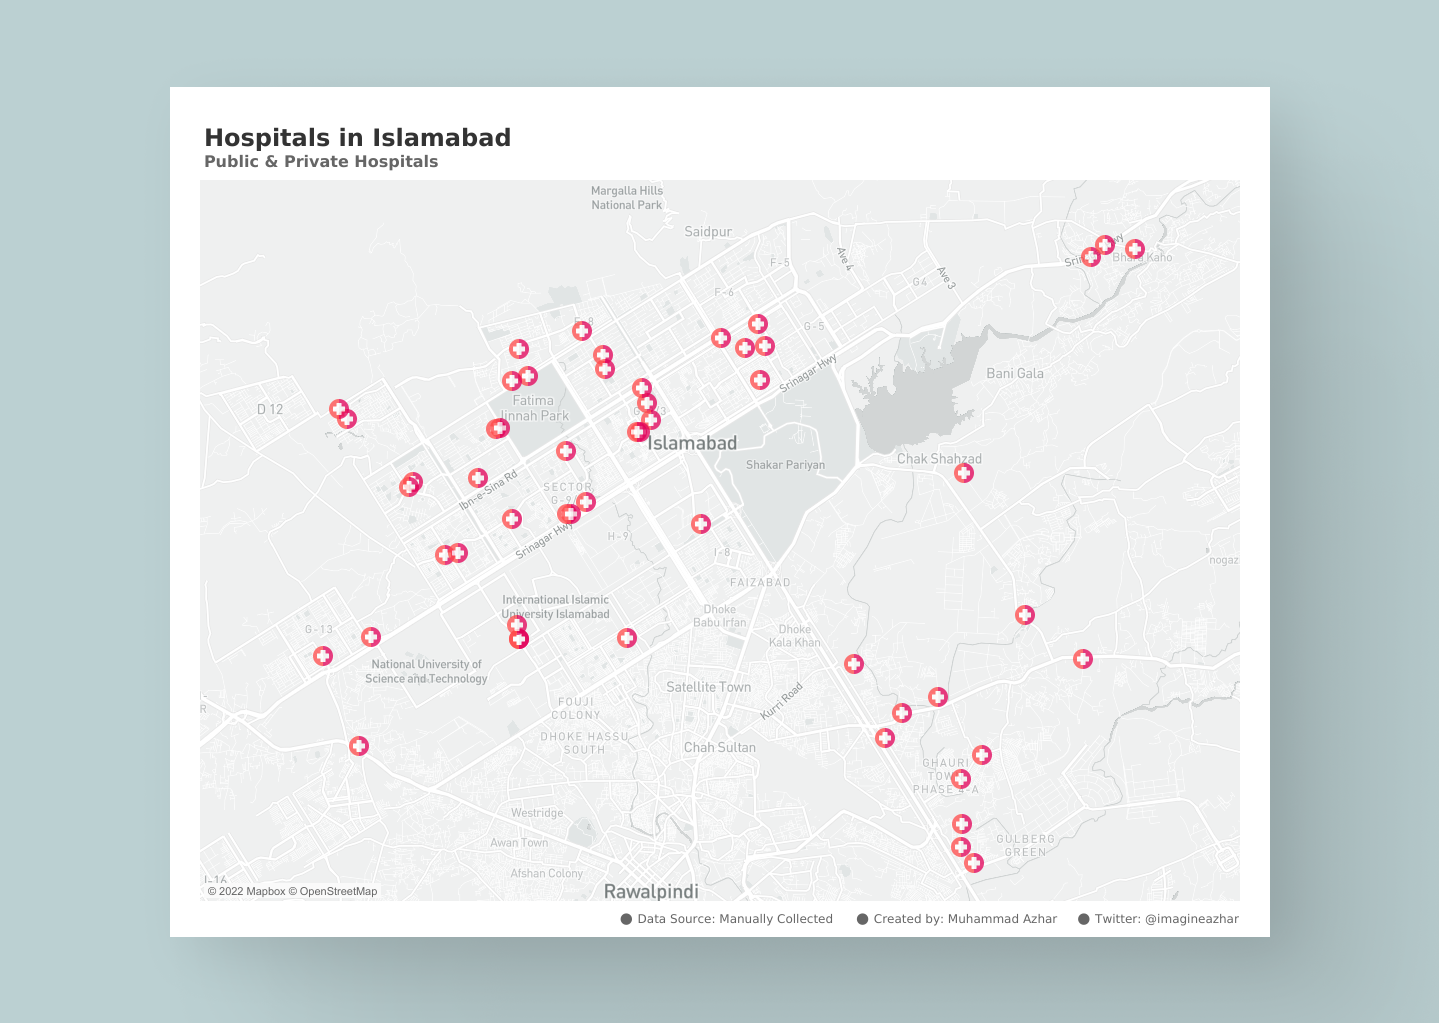 Hospitals in Islamabad
Public & Private Hospitals
Margalla Hills
National Park
Saidpur
F-5
Ave 4
Ave 3
G4
F-6
G-5
Bhara Kaho
F-8
Srinagar Hwy
Bani Gala
D 12
Fatima
Jinnah Park
Islamabad
Shakar Pariyan
Chak Shahzad
Ibn-e-Sina Rd
SECTOR
G-9
Srinagar Hwy
H-9
I-8
FAIZABAD
International Islamic
University Islamabad
Dhoke
Babu Irfan
Dhoke
Kala Khan
G-13
National University of
Science and Technology
Satellite Town
Kurri Road
FOUJI
COLONY
DHOKE HASSU
SOUTH
Chah Sultan
GHAURI
TOWN
PHASE 4-A
Westridge
Awan Town
GULBERG
GREEN
Afshan Colony
I-16
Rawalpindi
© 2022 Mapbox © OpenStreetMap
Data Source: Manually Collected
Created by: Muhammad Azhar
Twitter: @imagineazhar